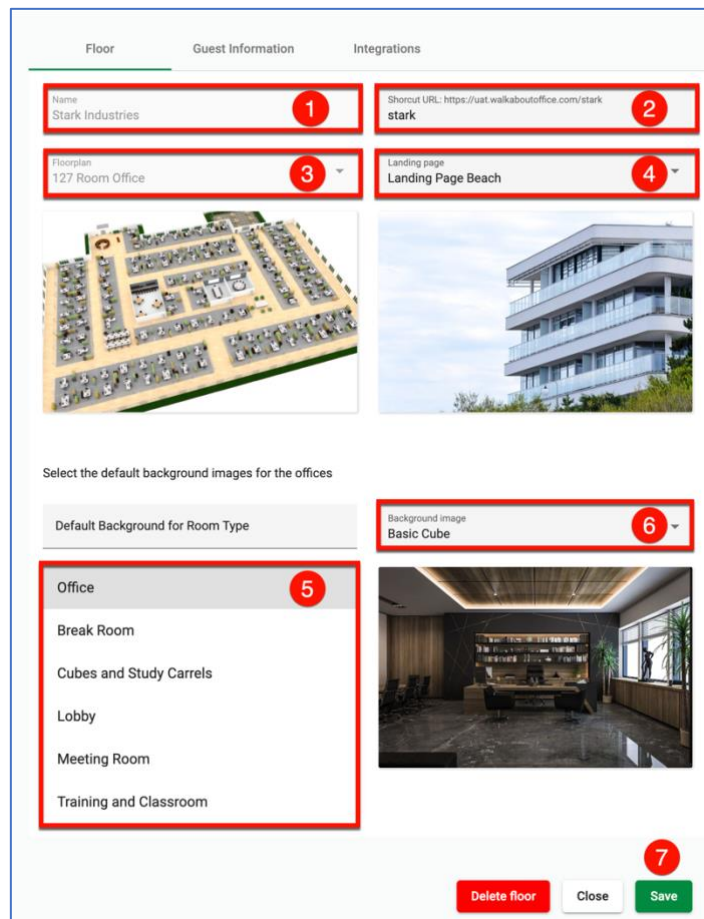 Floor Guest Information Integrations
Name
Stark Industries
1
Shorcut URL: https://uat.walkaboutoffice.com/stark
stark
2
Floorplan
127 Room Office
3
Landing page
Landing Page Beach
4
Select the default background images for the offices
Default Background for Room Type
Background image
Basic Cube
6
Office
5
Break Room
Cubes and Study Carrels
Lobby
Meeting Room
Training and Classroom
7
Delete floor Close Save